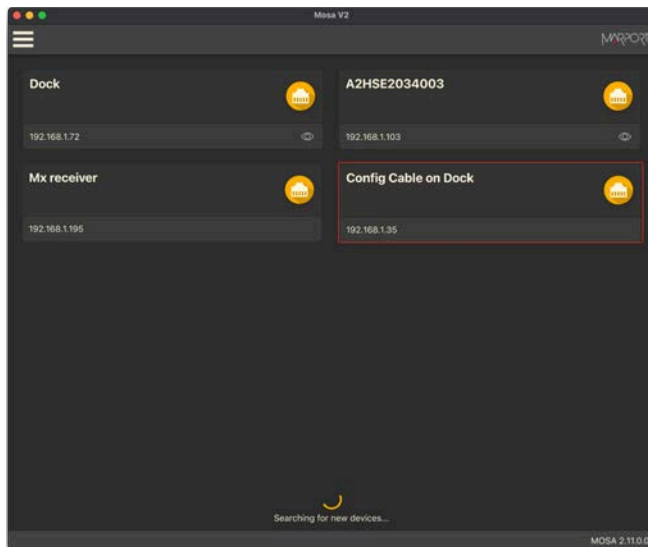 Mosa V2
MARPORT
Dock
192.168.1.72
A2HSE2034003
192.168.1.103
Mx receiver
192.168.1.195
Config Cable on Dock
192.168.1.35
Searching for new devices...
MOSA 2.11.0.0